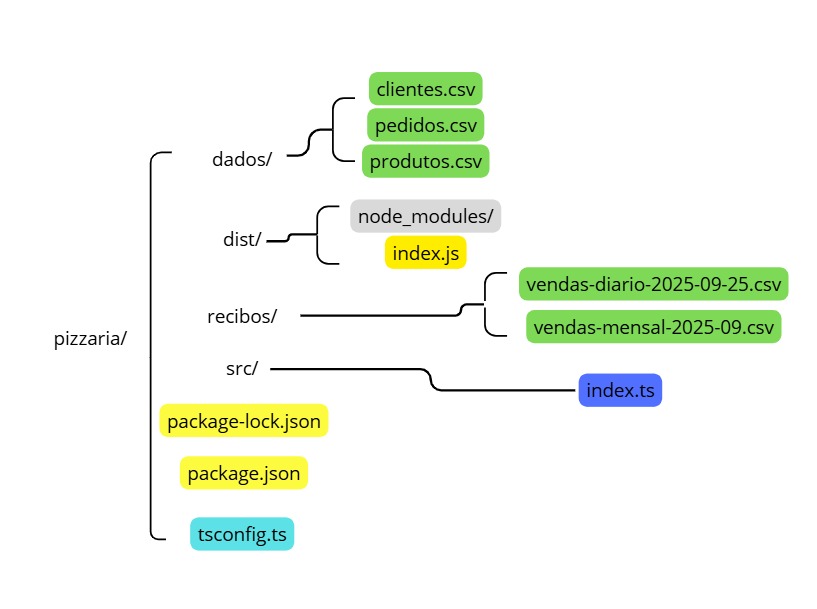 pizzaria/
dados/
clientes.csv
pedidos.csv
produtos.csv
dist/
node_modules/
index.js
recibos/
vendas-diario-2025-09-25.csv
vendas-mensal-2025-09.csv
src/
index.ts
package-lock.json
package.json
tsconfig.ts